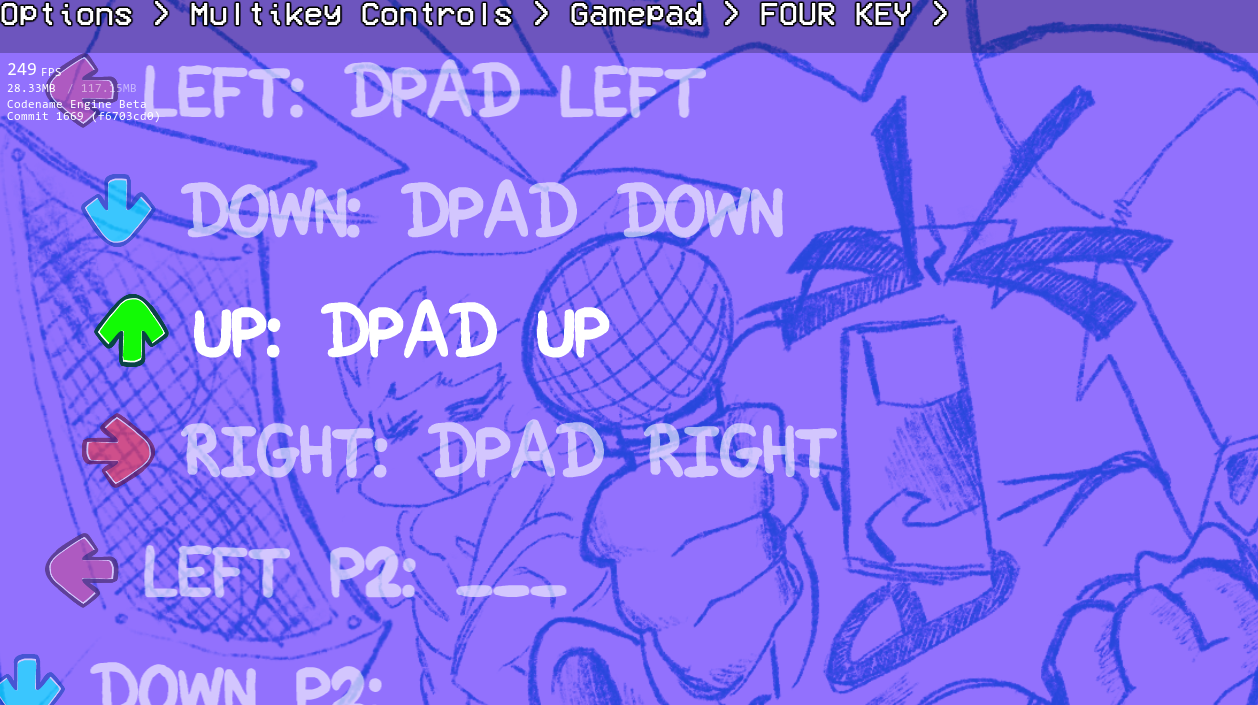 Options > Multikey Controls > Gamepad > FOUR KEY >
249 FPS
28.33MB / 117.15MB
Codename Engine Beta
Commit 1669 (f6703cd0)
LEFT: DPAD LEFT
DOWN: DPAD DOWN
UP: DPAD UP
RIGHT: DPAD RIGHT
LEFT P2: ___
DOWN P2: